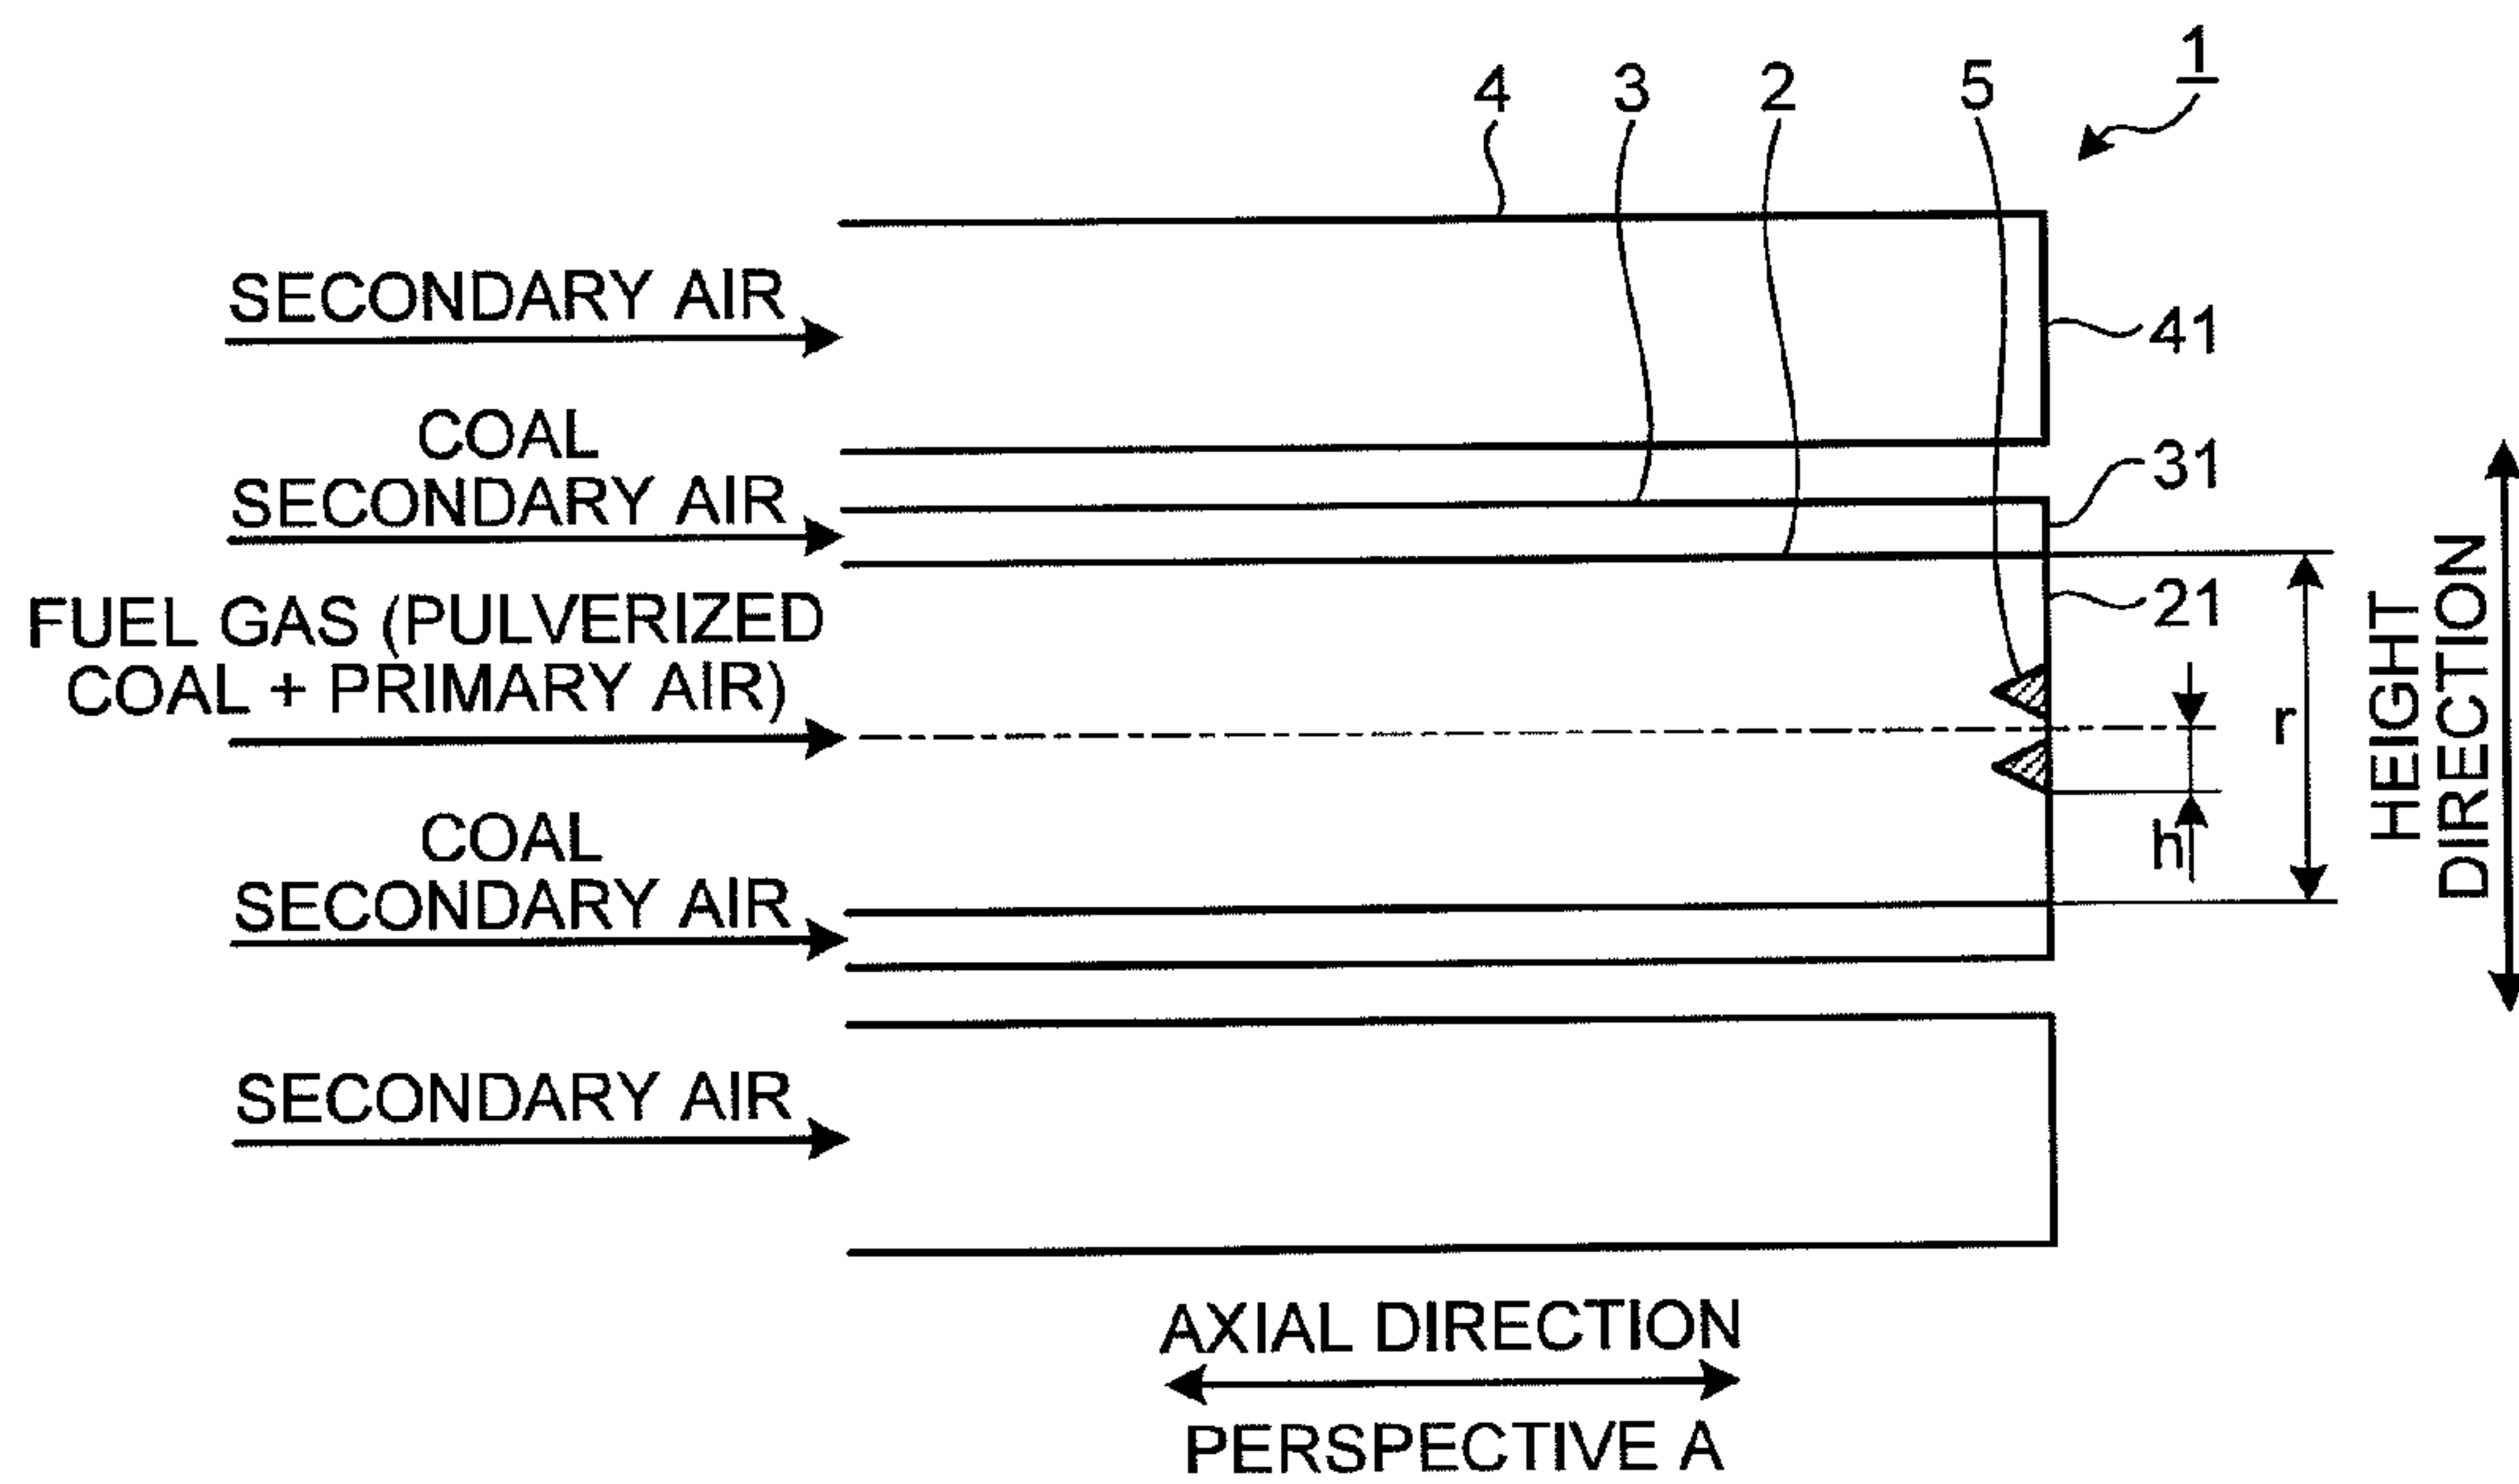 1
4 3 2 5
SECONDARY AIR
41
COAL
SECONDARY AIR
31
FUEL GAS (PULVERIZED
COAL + PRIMARY AIR)
21
r
h
HEIGHT
DIRECTION
COAL
SECONDARY AIR
SECONDARY AIR
AXIAL DIRECTION
PERSPECTIVE A